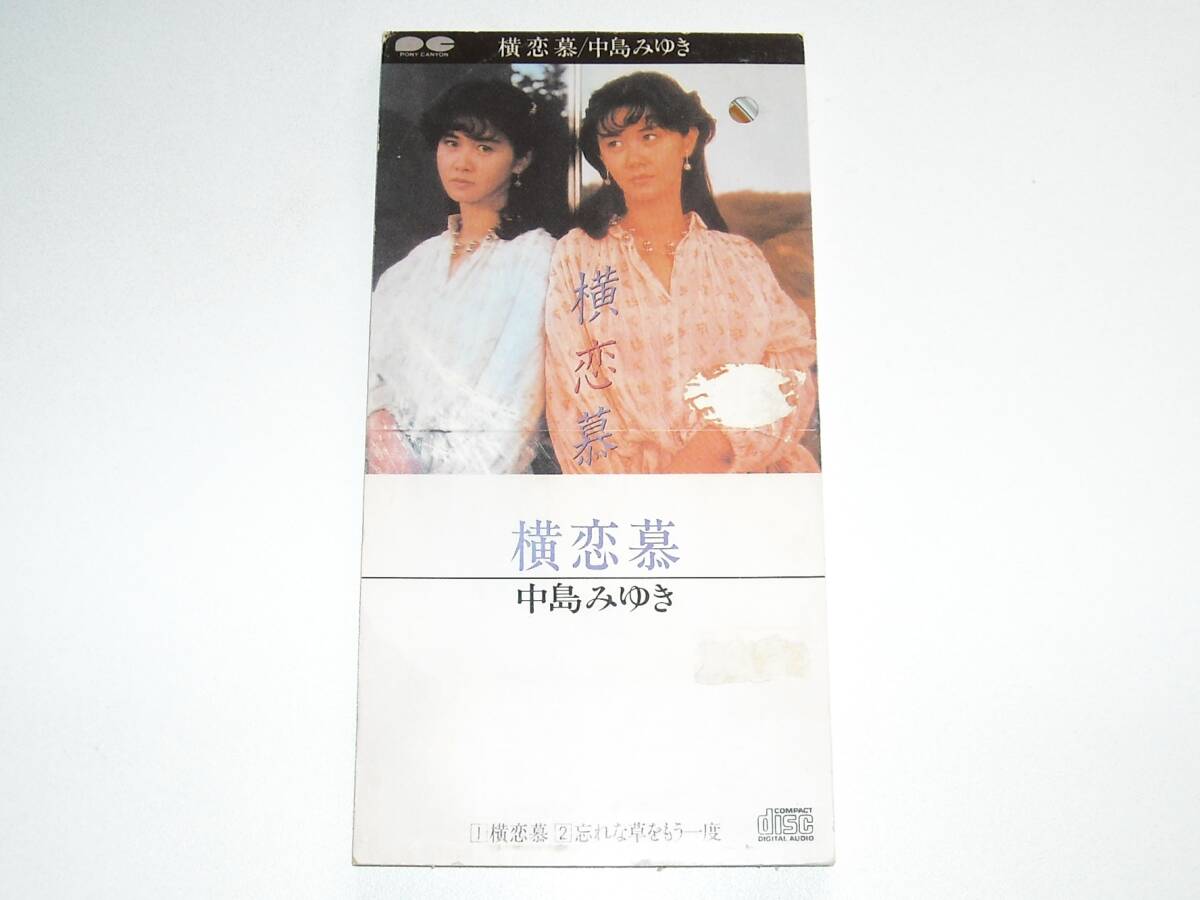 PONY CANYON
横恋慕/中島みゆき
横恋慕
横恋慕
中島みゆき
1 横恋慕 2 忘れな草をもう一度
COMPACT
disc
DIGITAL AUDIO